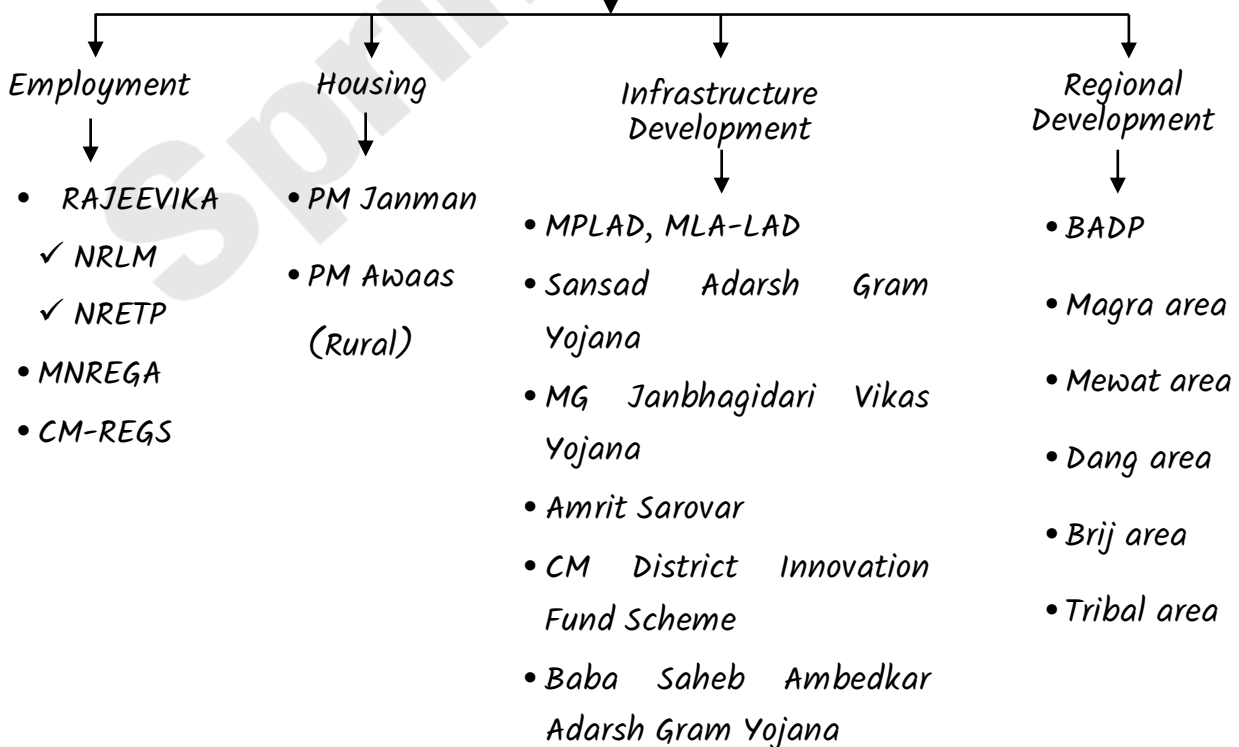 Employment
• RAJEEVIKA
✓ NRLM
✓ NRETP
• MNREGA
• CM-REGS
Housing
• PM Janman
• PM Awaas
(Rural)
Infrastructure
Development
• MPLAD, MLA-LAD
• Sansad Adarsh Gram
Yojana
• MG Janbhagidari Vikas
Yojana
• Amrit Sarovar
• CM District Innovation
Fund Scheme
• Baba Saheb Ambedkar
Adarsh Gram Yojana
Regional
Development
• BADP
• Magra area
• Mewat area
• Dang area
• Brij area
• Tribal area